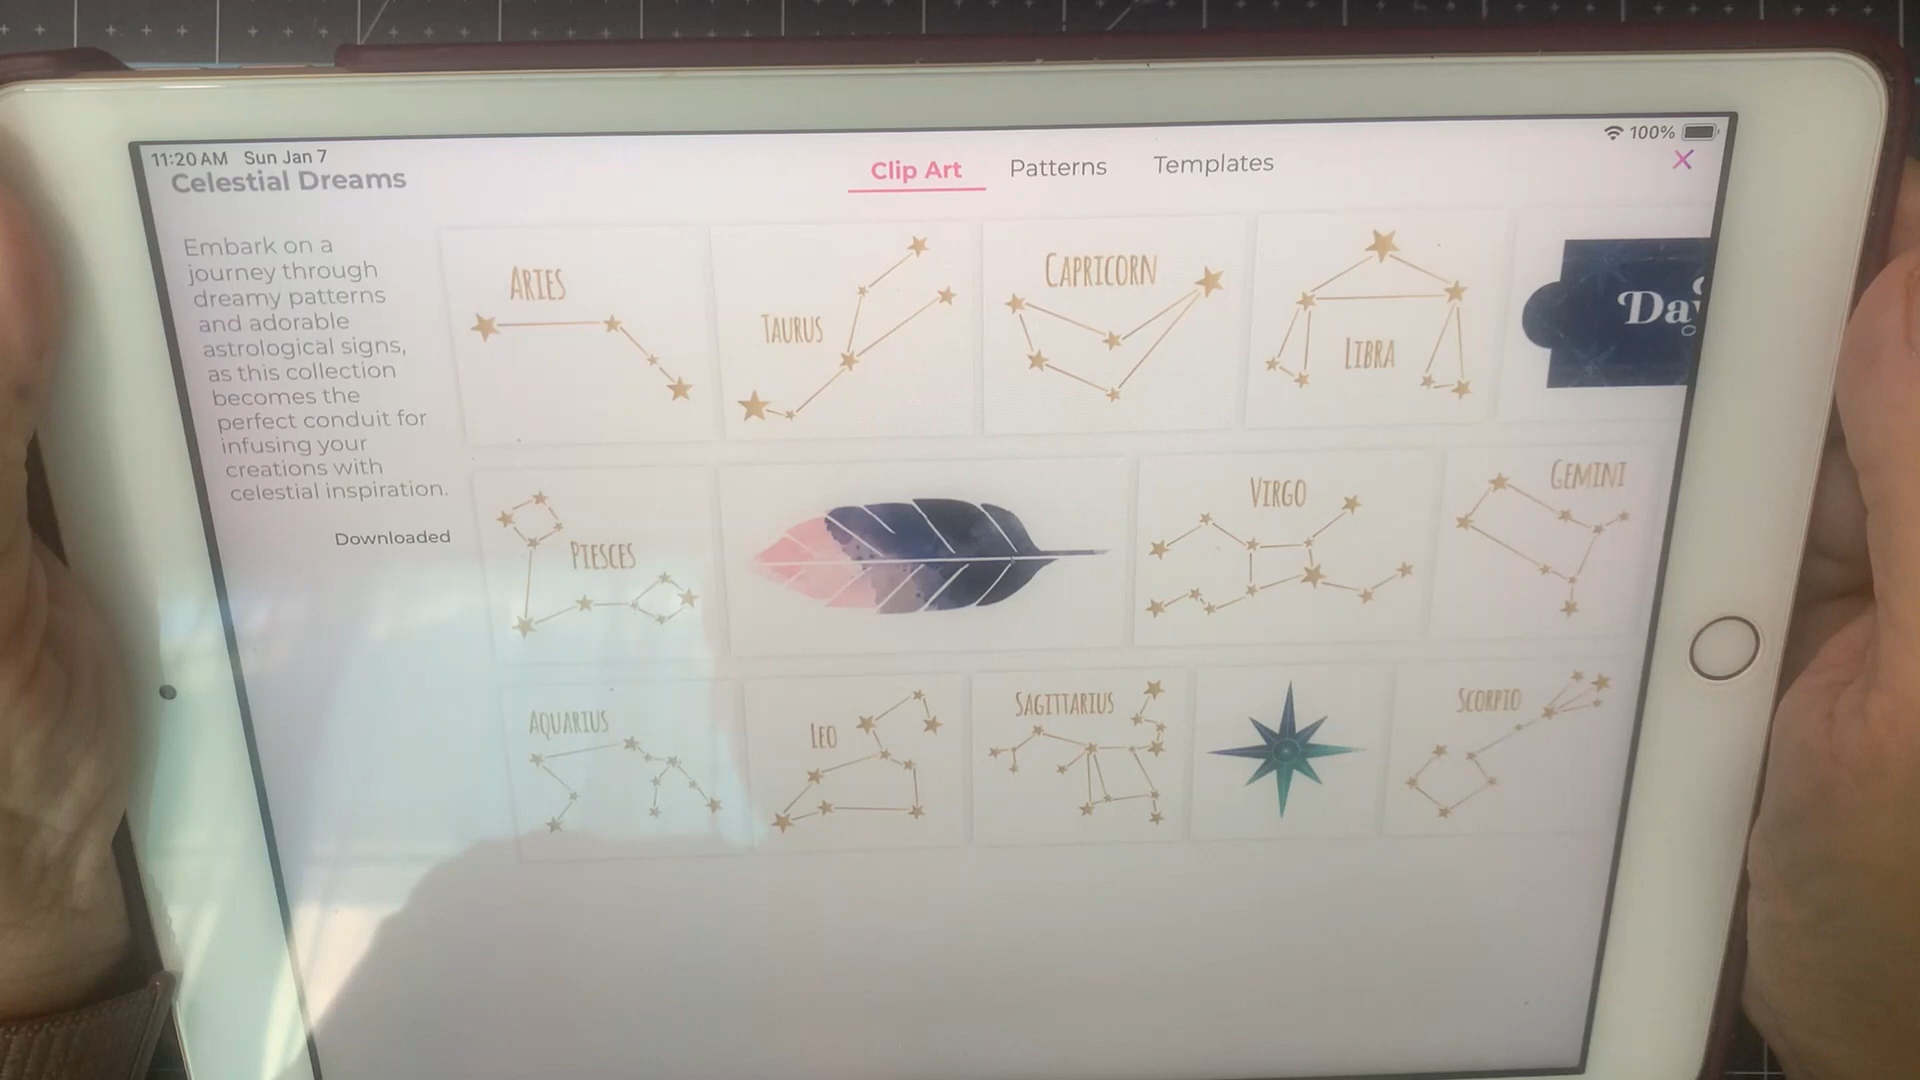 11:20 AM Sun Jan 7
100%
Celestial Dreams
Clip Art
Patterns
Templates
Embark on a
journey through
dreamy patterns
and adorable
astrological signs,
as this collection
becomes the
perfect conduit for
infusing your
creations with
celestial inspiration.
Downloaded
ARIES
TAURUS
CAPRICORN
LIBRA
PIESCES
VIRGO
GEMINI
AQUARIUS
LEO
SAGITTARIUS
SCORPIO